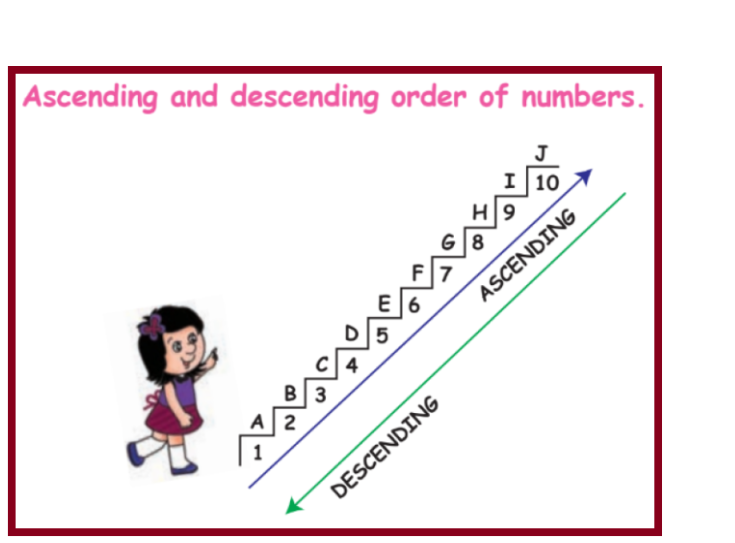 Ascending and descending order of numbers.
J
I 10
H 9
G 8
F 7
E 6
D 5
C 4
B 3
A 2
1
ASCENDING
DESCENDING